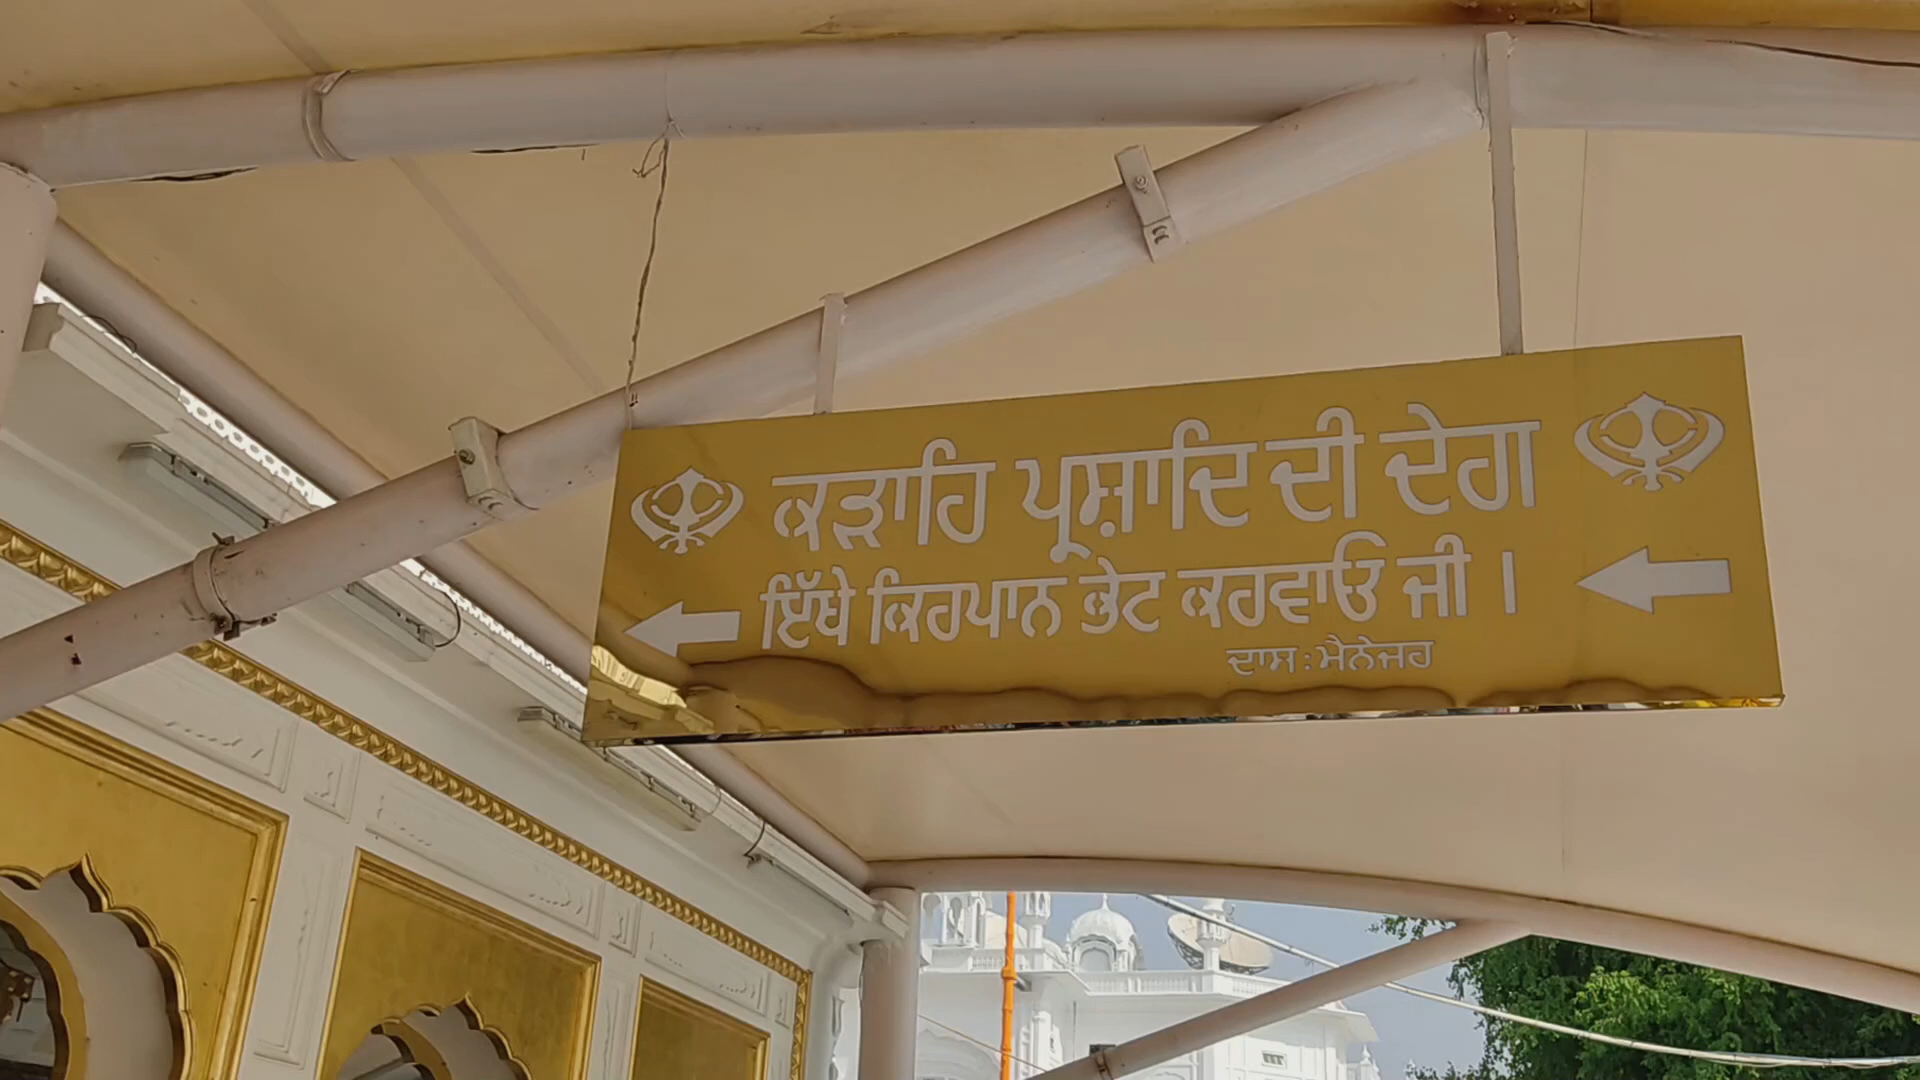 ਕੜਾਹਿ ਪ੍ਰਸ਼ਾਦਿ ਦੀ ਦੇਗ
ਇੱਥੇ ਕਿਰਪਾਨ ਭੇਟ ਕਰਵਾਓ ਜੀ ।
ਦਾਸ : ਮੈਨੇਜਰ